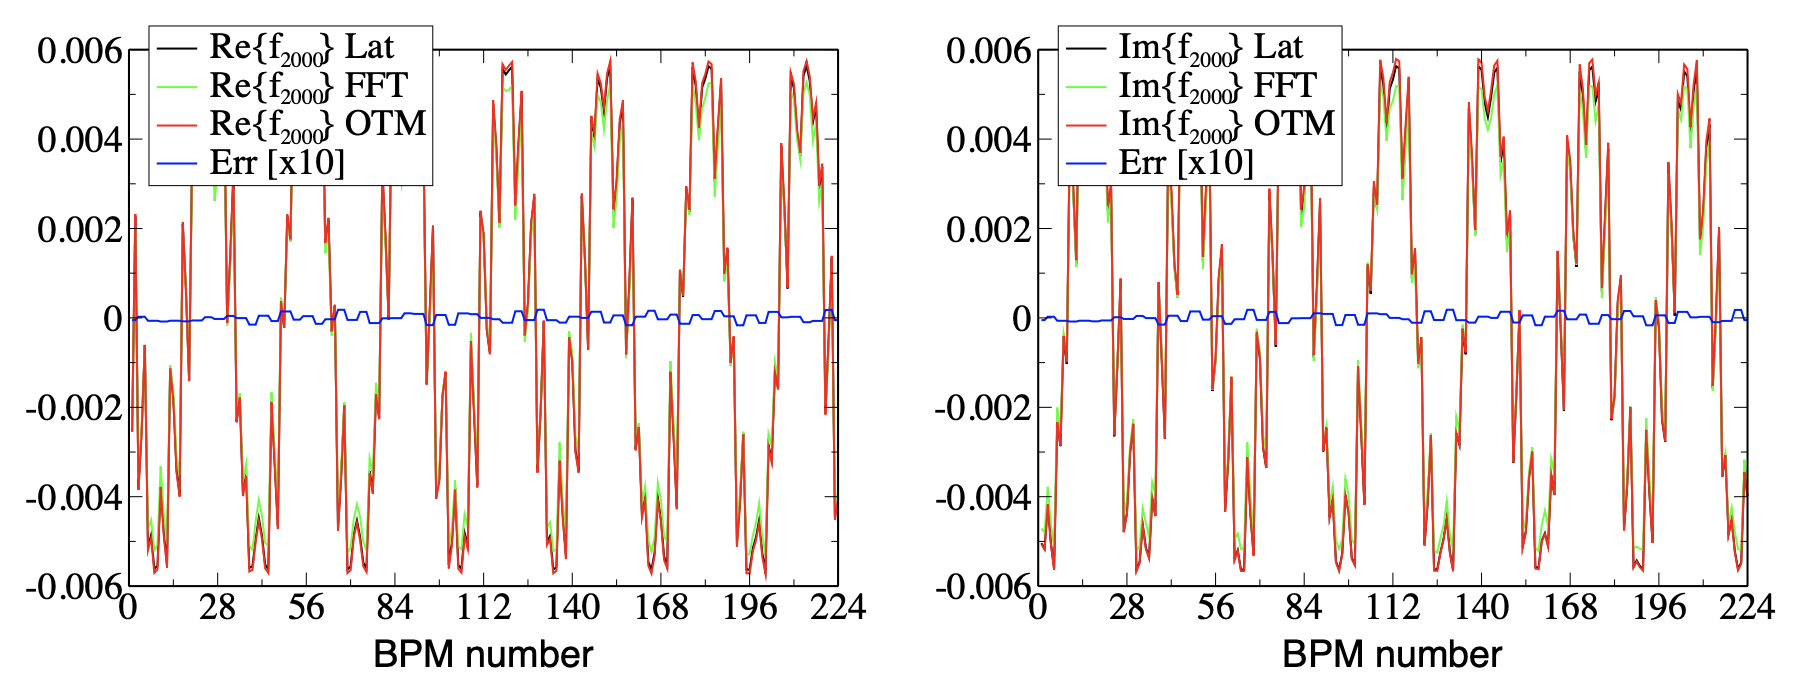 Re{f2000} Lat
Re{f2000} FFT
Re{f2000} OTM
Err [x10]
0.006
0.004
0.002
0
-0.002
-0.004
-0.006
0 28 56 84 112 140 168 196 224
BPM number
Im{f2000} Lat
Im{f2000} FFT
Im{f2000} OTM
Err [x10]
0.006
0.004
0.002
0
-0.002
-0.004
-0.006
0 28 56 84 112 140 168 196 224
BPM number